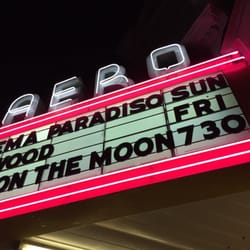 AERO
EMA PARADISO SUN
WOOD FRI
ON THE MOON 730